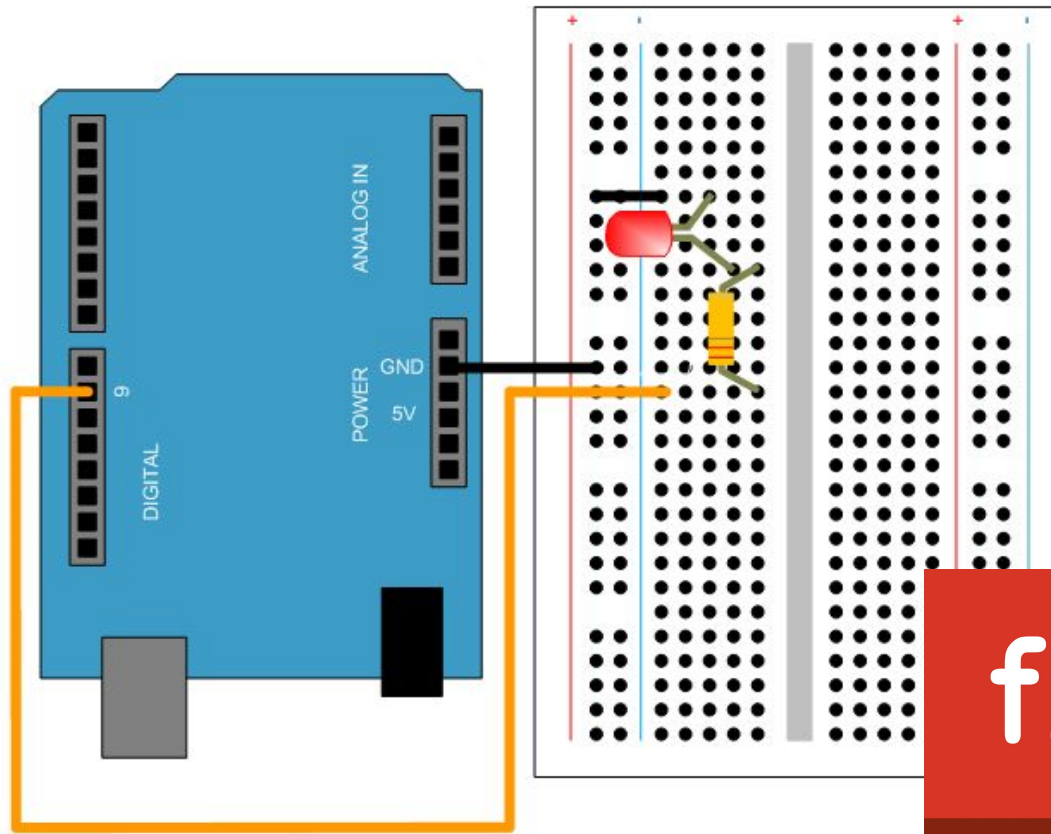 +
-
+
-
ANALOG IN
GND
5V
POWER
9
DIGITAL
f